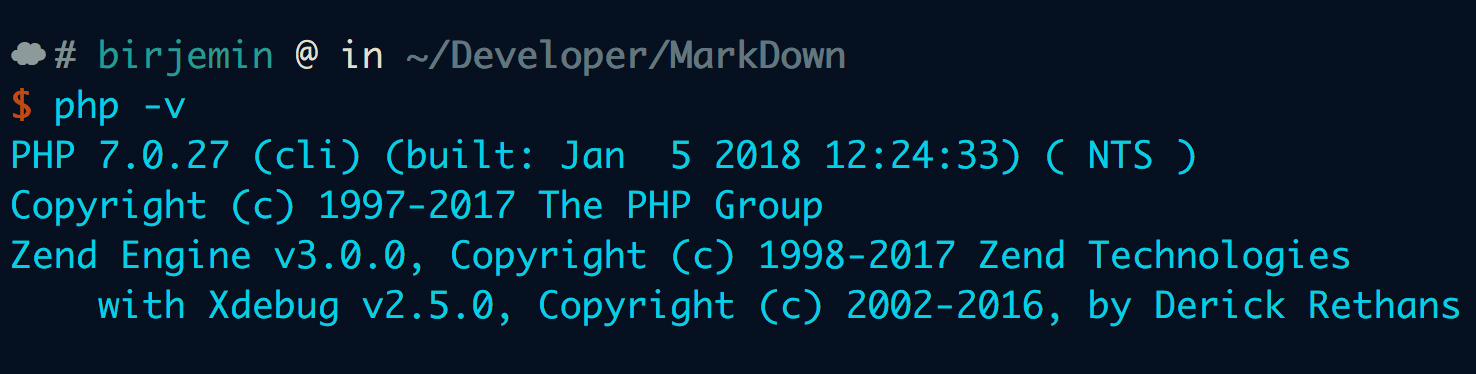 # birjemin @ in ~/Developer/MarkDown
$ php -v
PHP 7.0.27 (cli) (built: Jan  5 2018 12:24:33) ( NTS )
Copyright (c) 1997-2017 The PHP Group
Zend Engine v3.0.0, Copyright (c) 1998-2017 Zend Technologies
    with Xdebug v2.5.0, Copyright (c) 2002-2016, by Derick Rethans